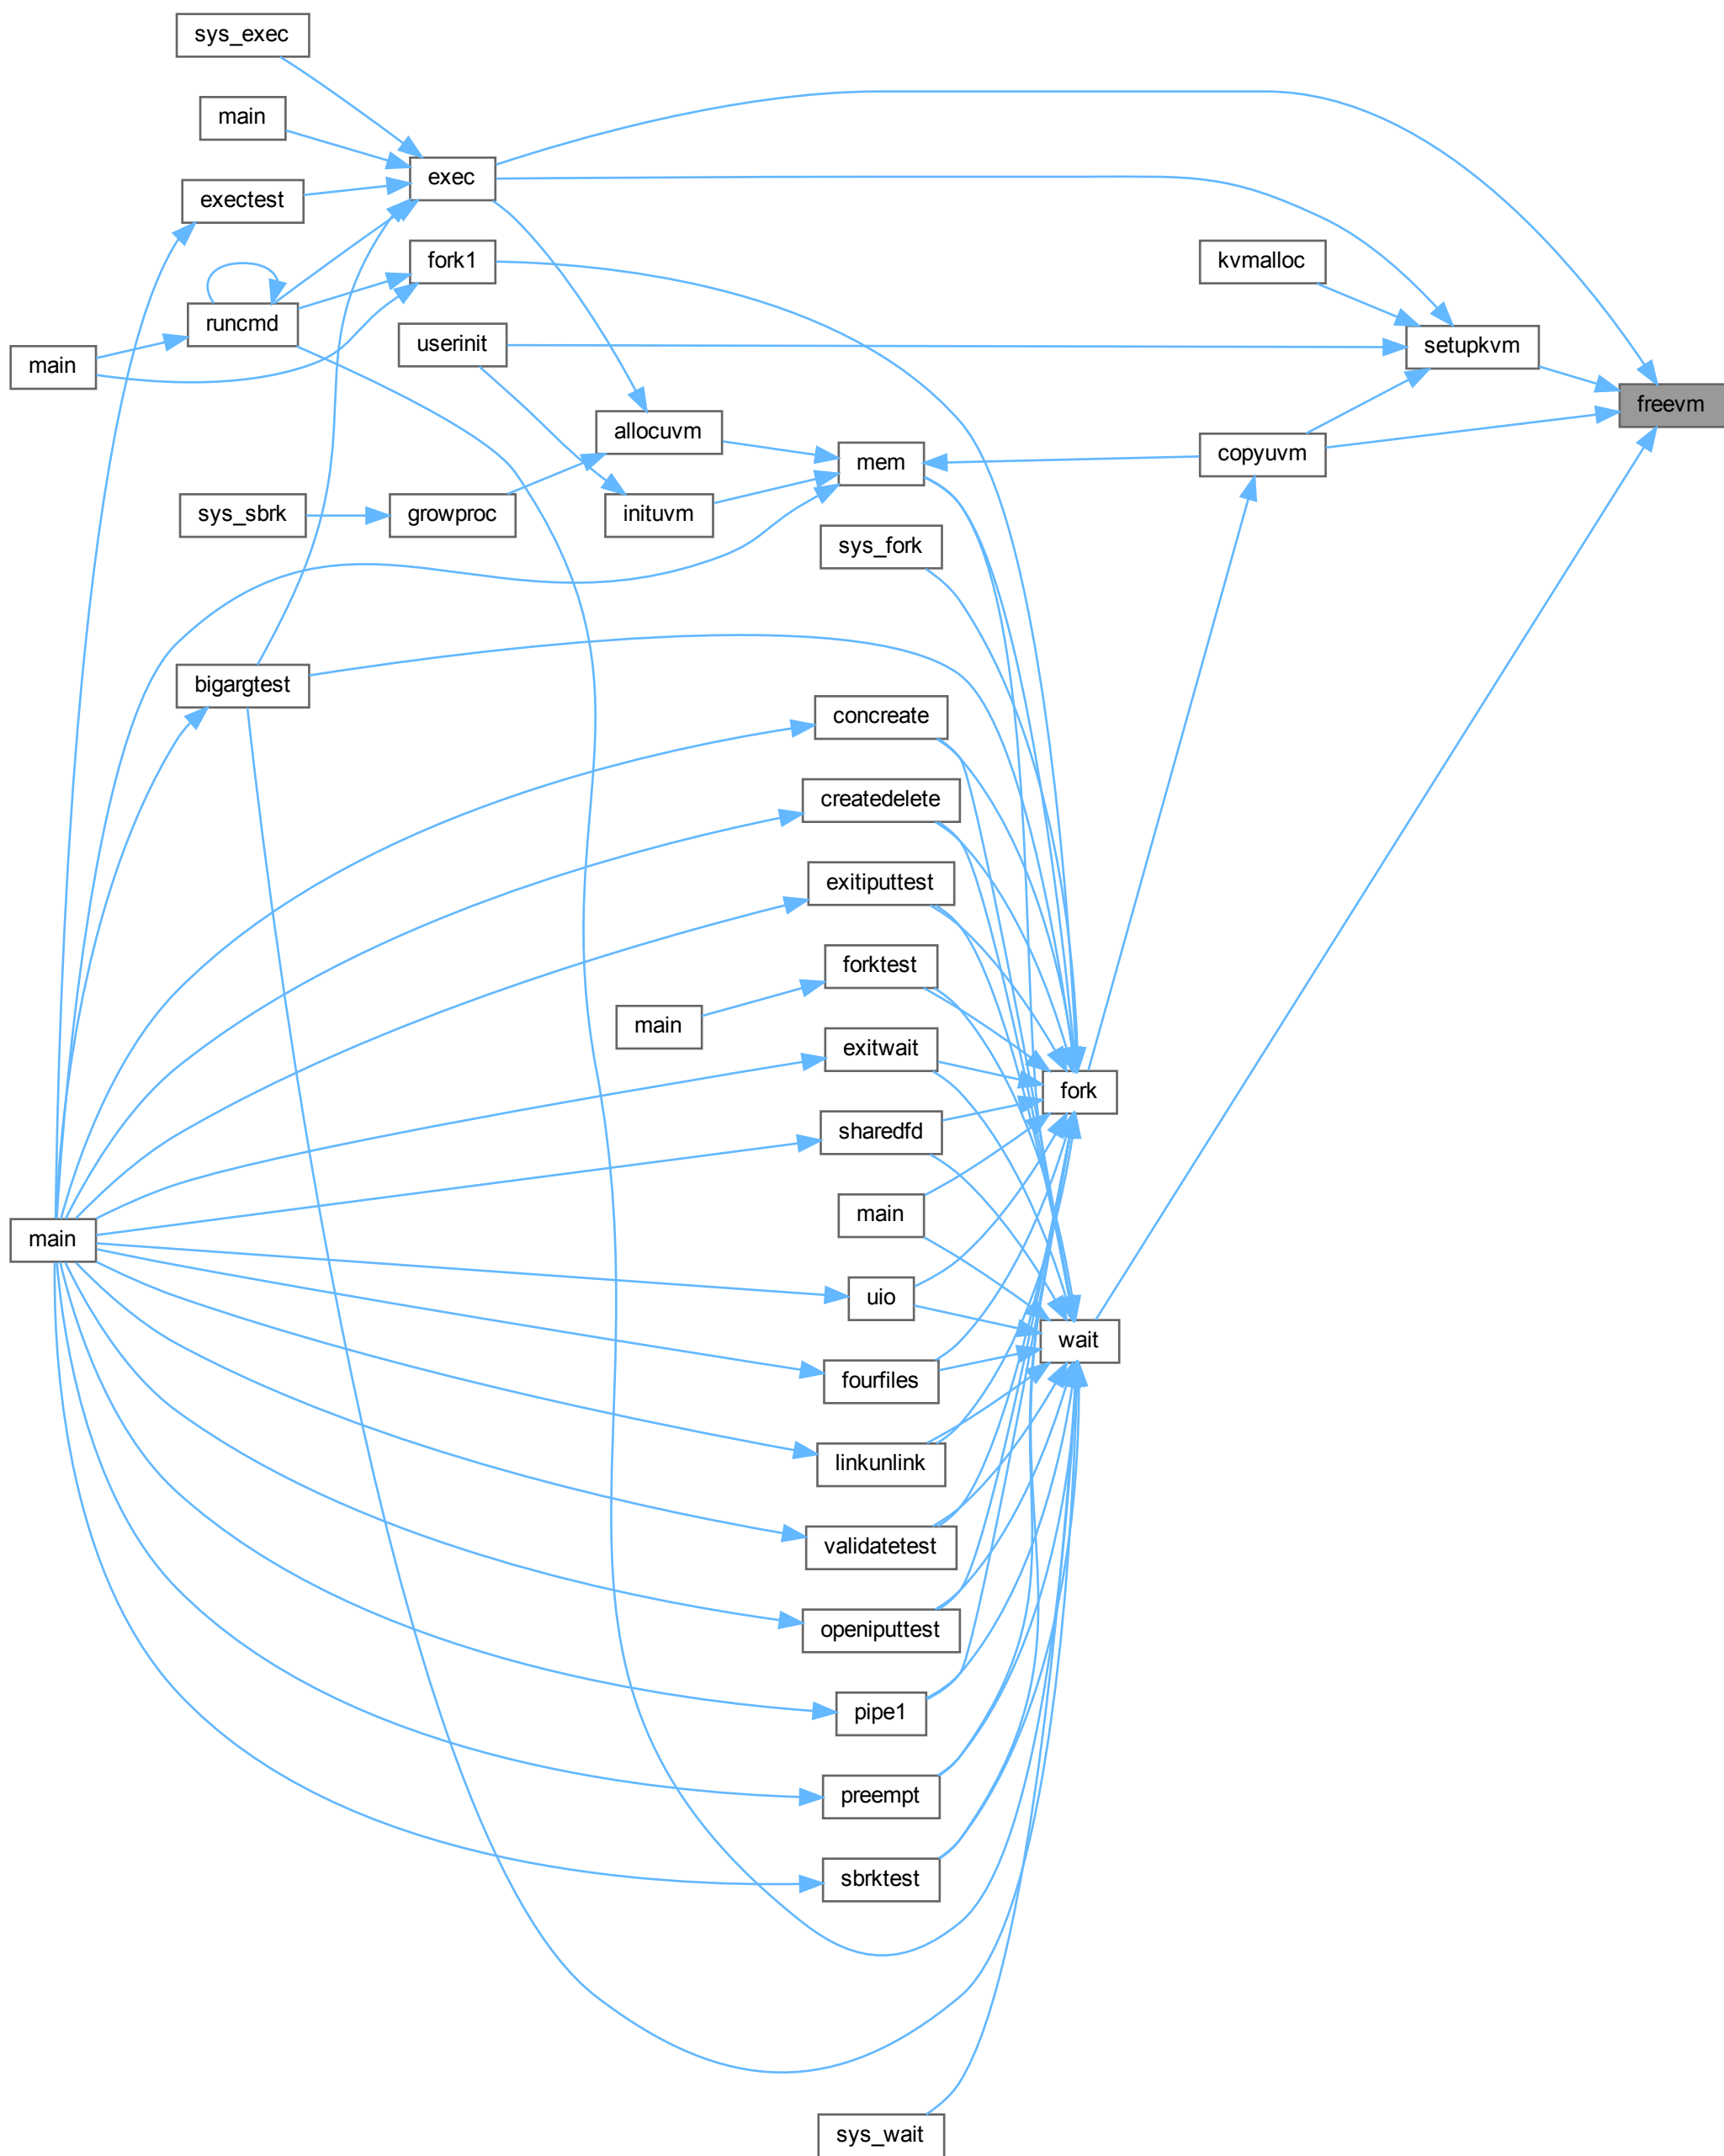 sys_exec
main
exec
exectest
fork1
kvmalloc
runcmd
userinit
setupkvm
main
freevm
allocuvm
copyuvm
mem
sys_sbrk
growproc
inituvm
sys_fork
bigargtest
concreate
createdelete
exitiputtest
forktest
main
exitwait
fork
sharedfd
main
main
uio
wait
fourfiles
linkunlink
validatetest
openiputtest
pipe1
preempt
sbrktest
sys_wait